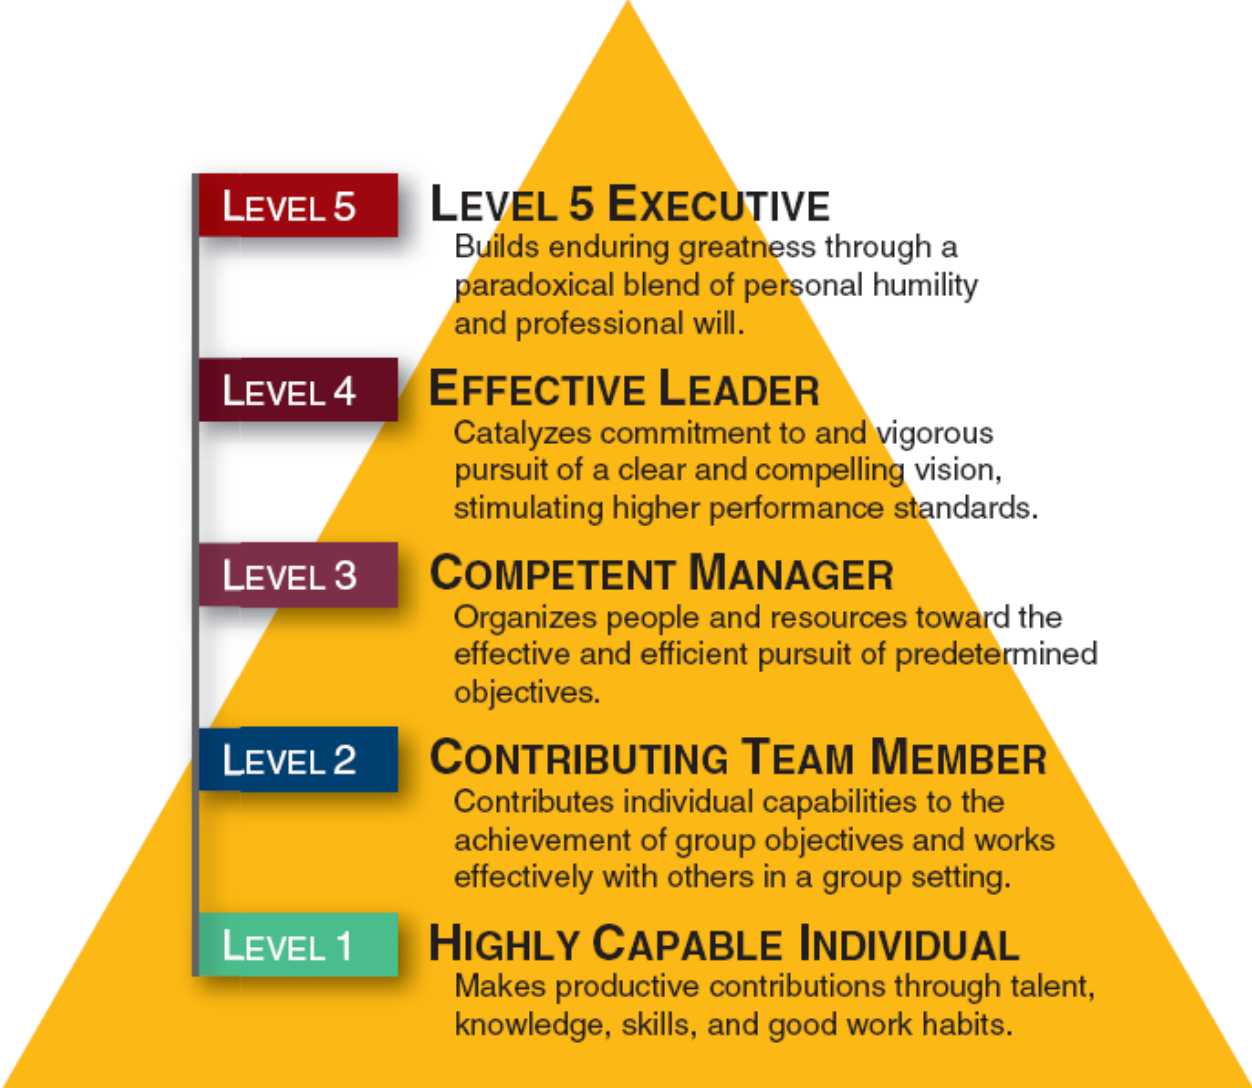 LEVEL 5
LEVEL 5 EXECUTIVE
Builds enduring greatness through a
paradoxical blend of personal humility
and professional will.
LEVEL 4
EFFECTIVE LEADER
Catalyzes commitment to and vigorous
pursuit of a clear and compelling vision,
stimulating higher performance standards.
LEVEL 3
COMPETENT MANAGER
Organizes people and resources toward the
effective and efficient pursuit of predetermined
objectives.
LEVEL 2
CONTRIBUTING TEAM MEMBER
Contributes individual capabilities to the
achievement of group objectives and works
effectively with others in a group setting.
LEVEL 1
HIGHLY CAPABLE INDIVIDUAL
Makes productive contributions through talent,
knowledge, skills, and good work habits.